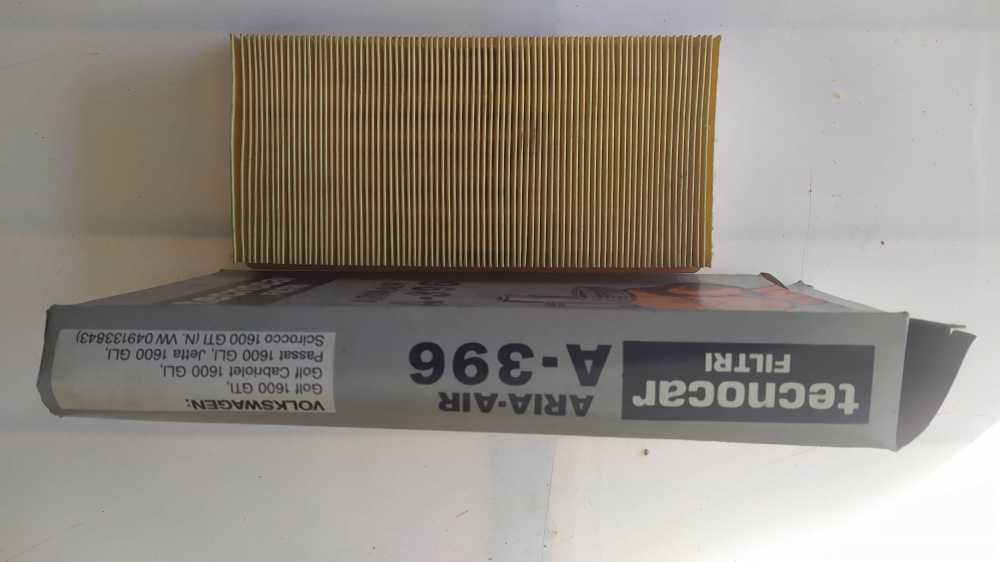 tecnocar
FILTRI
ARIA-AIR
A-396
VOLKSWAGEN:
Golf 1600 GTI,
Golf Cabriolet 1600 GLI,
Passat 1600 GLI, Jetta 1600 GLI,
Scirocco 1600 GTI (N. VW 049133843)